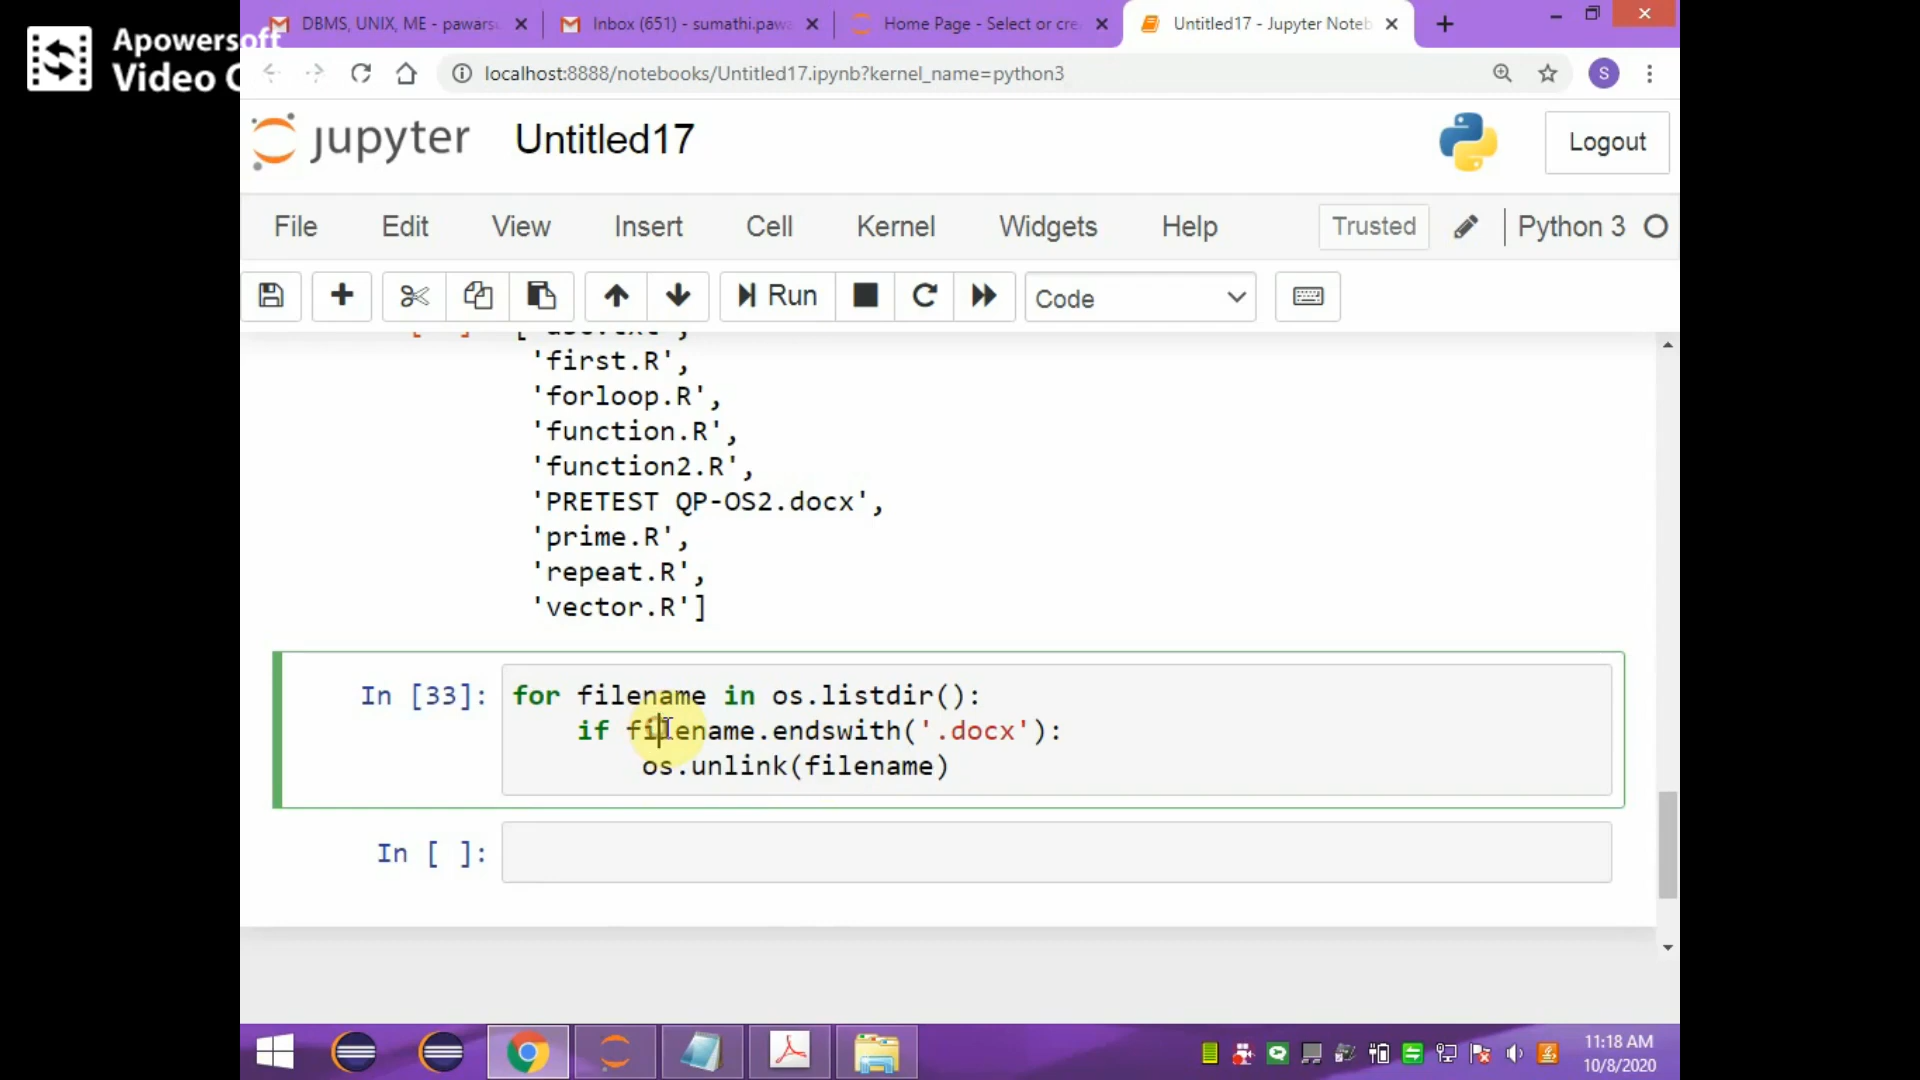 Apowersoft
Video C
DBMS, UNIX, ME - pawars
Inbox (651) - sumathi.pawa
Home Page - Select or cre
Untitled17 - Jupyter Noteb
localhost:8888/notebooks/Untitled17.ipynb?kernel_name=python3
S
jupyter
Untitled17
Logout
File
Edit
View
Insert
Cell
Kernel
Widgets
Help
Trusted
Python 3
Run
Code
'first.R',
'forloop.R',
'function.R',
'function2.R',
'PRETEST QP-OS2.docx',
'prime.R',
'repeat.R',
'vector.R']
In [33]:
for filename in os.listdir():
if filename.endswith('.docx'):
os.unlink(filename)
In [ ]:
11:18 AM
10/8/2020